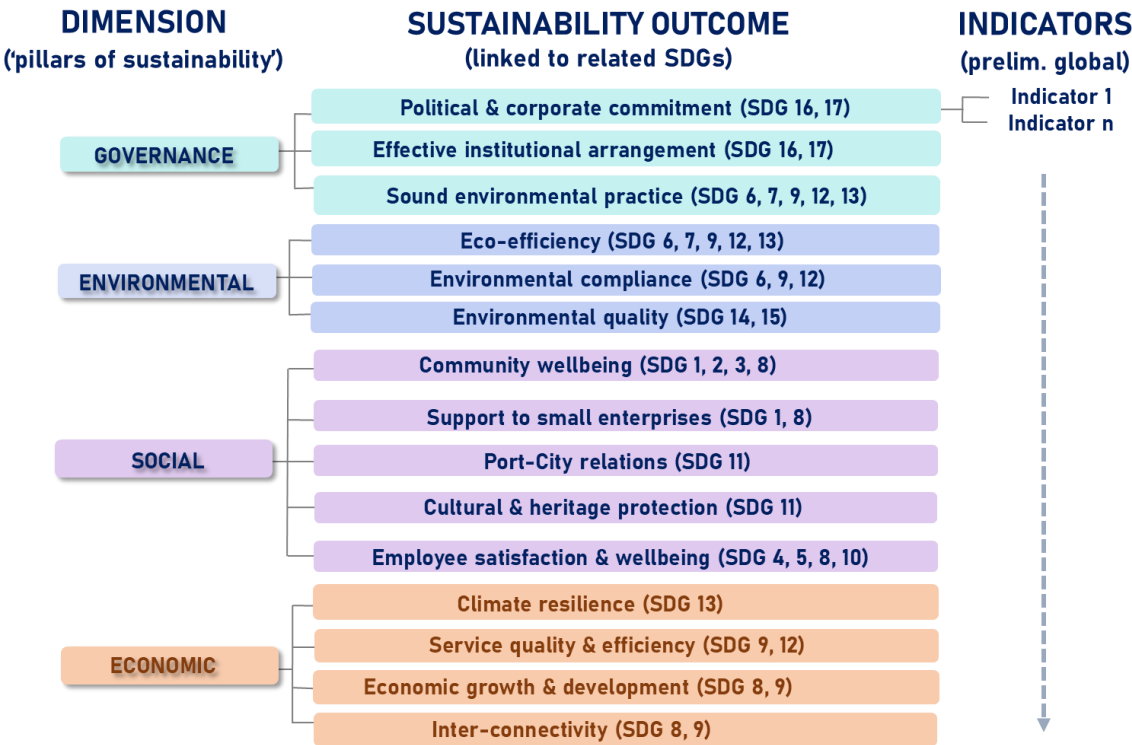 DIMENSION
('pillars of sustainability')
SUSTAINABILITY OUTCOME
(linked to related SDGs)
INDICATORS
(prelim. global)
GOVERNANCE
Political & corporate commitment (SDG 16, 17)
Effective institutional arrangement (SDG 16, 17)
Sound environmental practice (SDG 6, 7, 9, 12, 13)
Indicator 1
Indicator n
ENVIRONMENTAL
Eco-efficiency (SDG 6, 7, 9, 12, 13)
Environmental compliance (SDG 6, 9, 12)
Environmental quality (SDG 14, 15)
SOCIAL
Community wellbeing (SDG 1, 2, 3, 8)
Support to small enterprises (SDG 1, 8)
Port-City relations (SDG 11)
Cultural & heritage protection (SDG 11)
Employee satisfaction & wellbeing (SDG 4, 5, 8, 10)
ECONOMIC
Climate resilience (SDG 13)
Service quality & efficiency (SDG 9, 12)
Economic growth & development (SDG 8, 9)
Inter-connectivity (SDG 8, 9)